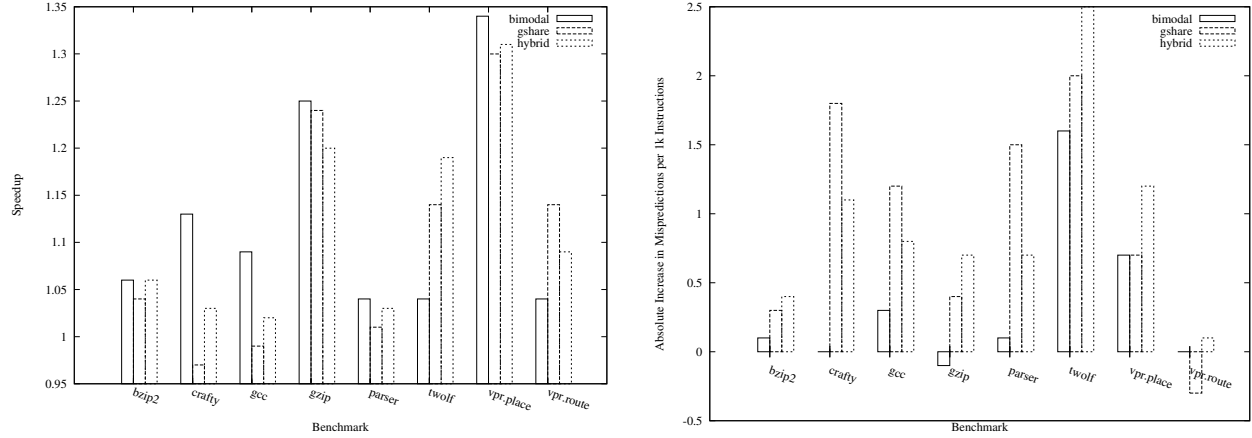 1.35
bimodal
gshare
hybrid
1.3
1.25
1.2
1.15
1.1
1.05
1
0.95
Speedup
bzip2
crafty
gcc
gzip
parser
twolf
vpr.place
vpr.route
Benchmark
2.5
bimodal
gshare
hybrid
2
1.5
1
0.5
0
-0.5
Absolute Increase in Mispredictions per 1k Instructions
bzip2
crafty
gcc
gzip
parser
twolf
vpr.place
vpr.route
Benchmark